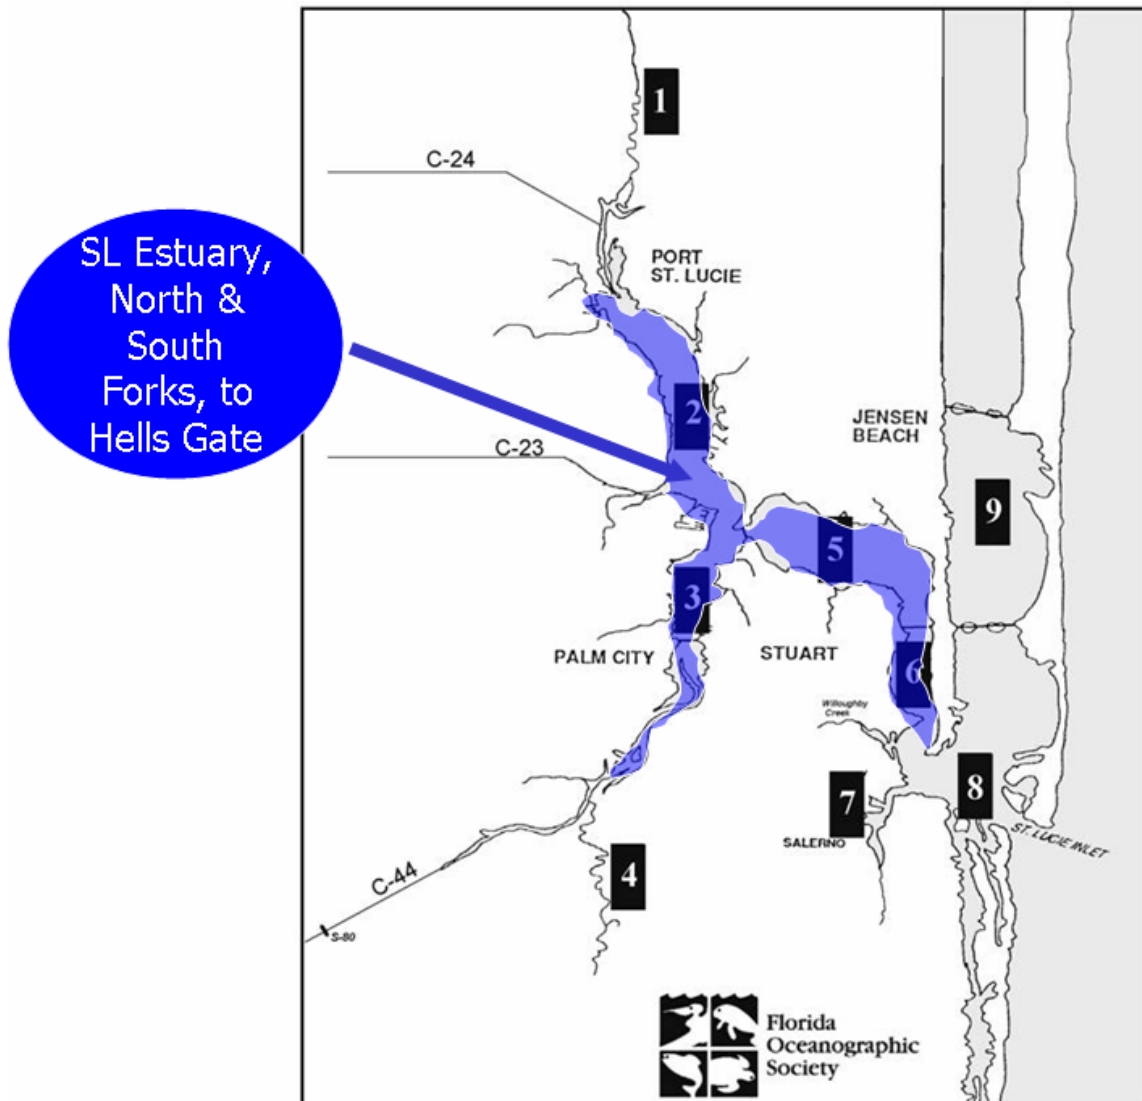 1
C-24
SL Estuary,
North &
South
Forks, to
Hells Gate
PORT
ST. LUCIE
2
JENSEN
BEACH
C-23
9
5
3
PALM CITY
STUART
6
Willoughby
Creek
7
8
SALERNO
ST. LUCIE INLET
4
C-44
S-80
Florida
Oceanographic
Society